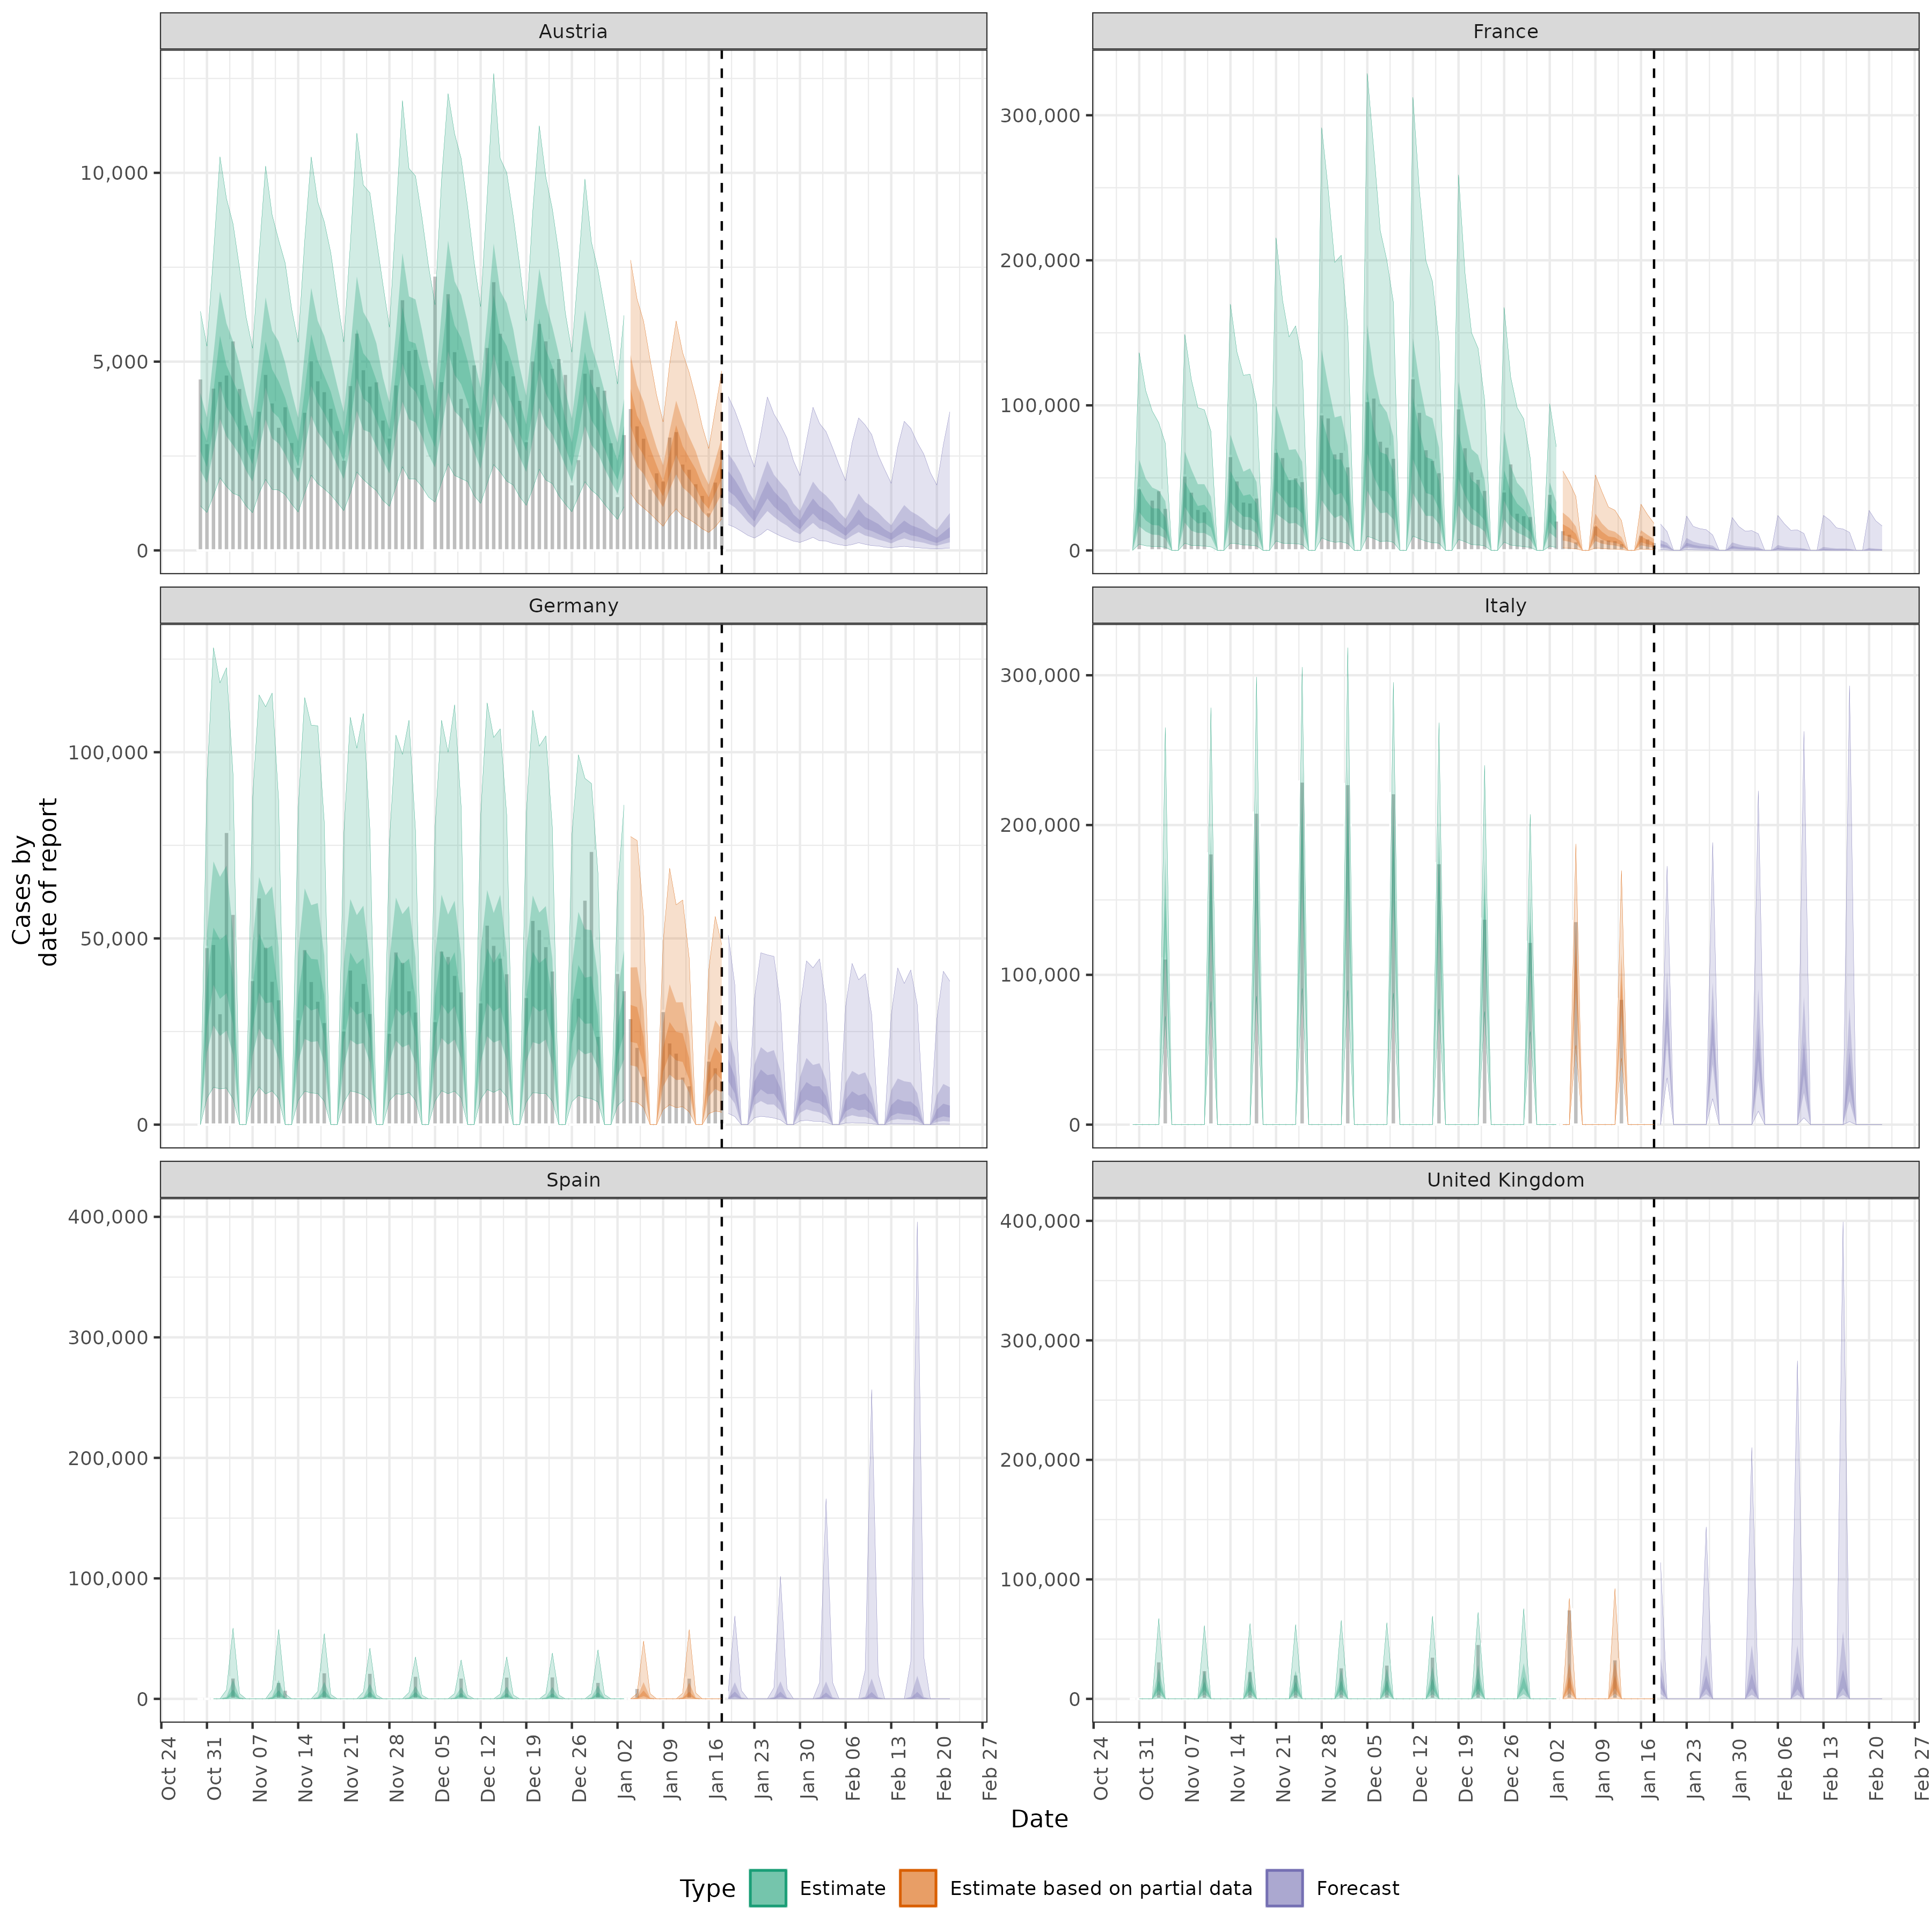 Austria
France
10,000
5,000
0
300,000
200,000
100,000
0
Germany
Italy
100,000
50,000
0
300,000
200,000
100,000
0
Spain
United Kingdom
400,000
300,000
200,000
100,000
0
400,000
300,000
200,000
100,000
0
Cases by
date of report
Oct 24
Oct 31
Nov 07
Nov 14
Nov 21
Nov 28
Dec 05
Dec 12
Dec 19
Dec 26
Jan 02
Jan 09
Jan 16
Jan 23
Jan 30
Feb 06
Feb 13
Feb 20
Feb 27
Oct 24
Oct 31
Nov 07
Nov 14
Nov 21
Nov 28
Dec 05
Dec 12
Dec 19
Dec 26
Jan 02
Jan 09
Jan 16
Jan 23
Jan 30
Feb 06
Feb 13
Feb 20
Feb 27
Date
Type
Estimate
Estimate based on partial data
Forecast